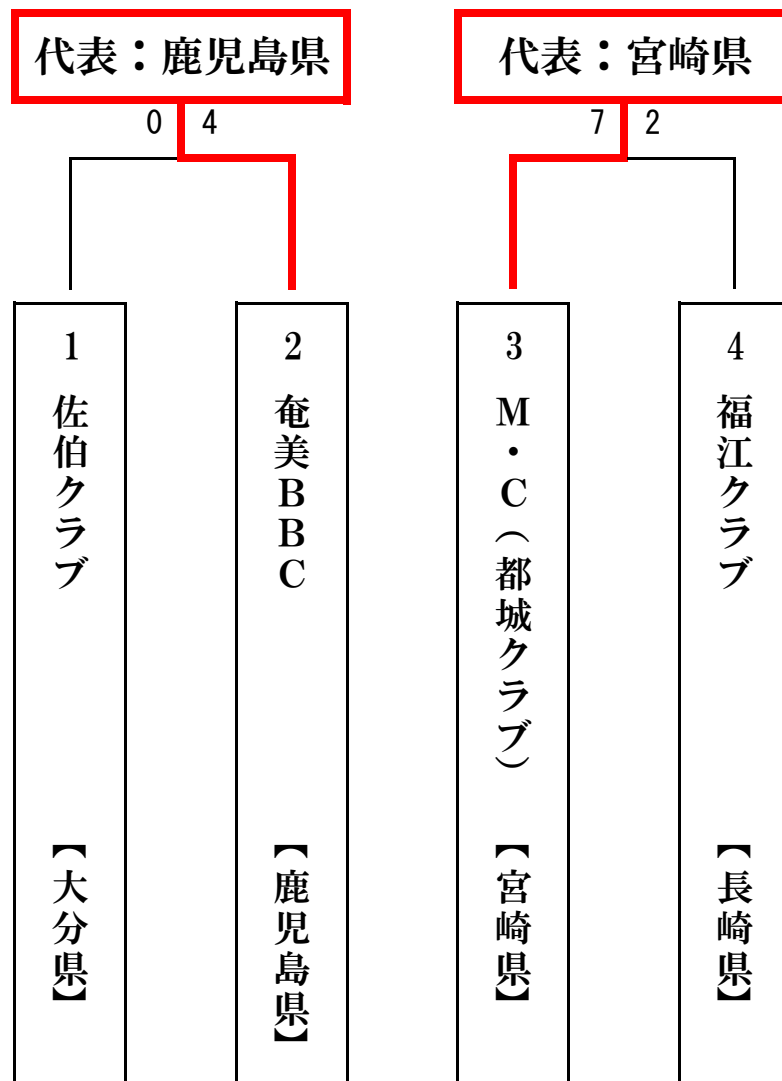 代表：鹿児島県
代表：宮崎県
0 4
7 2
1 佐伯クラブ 【大分県】
2 奄美ＢＢＣ 【鹿児島県】
3 Ｍ・Ｃ（都城クラブ） 【宮崎県】
4 福江クラブ 【長崎県】